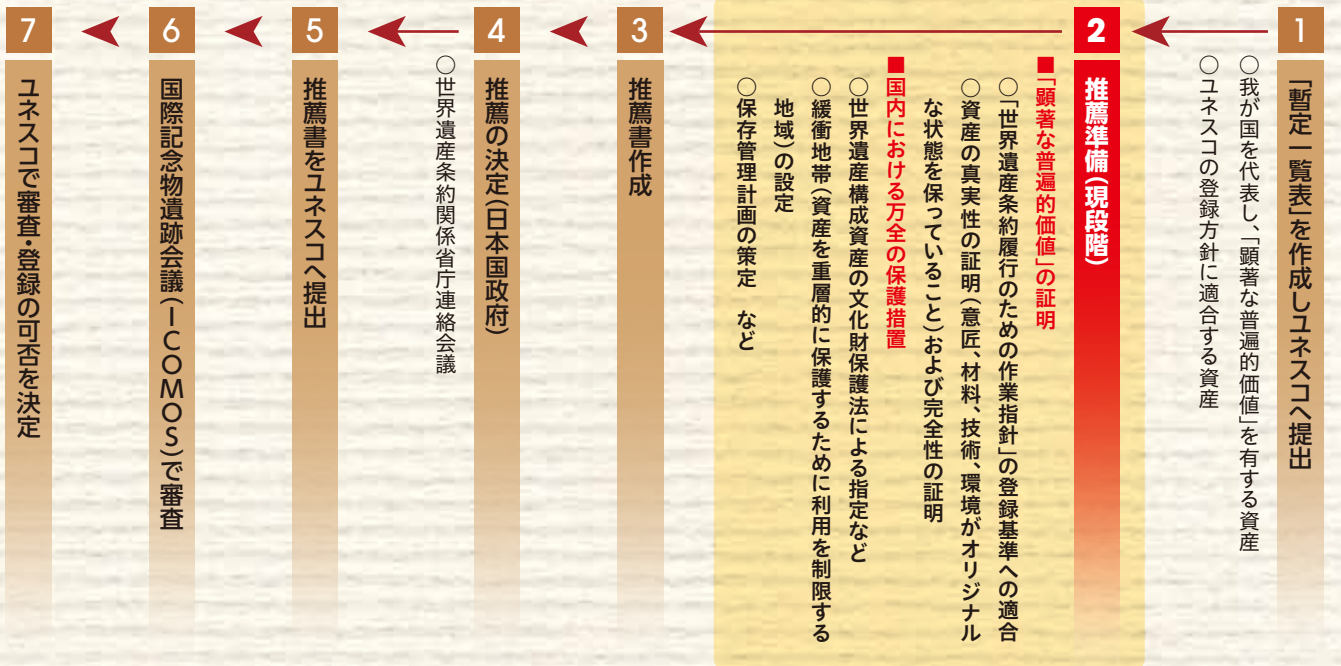 1
「暫定一覧表」を作成しユネスコへ提出
○我が国を代表し、「顕著な普遍的価値」を有する資産
○ユネスコの登録方針に適合する資産
2
推薦準備(現段階)
■「顕著な普遍的価値」の証明
○「世界遺産条約履行のための作業指針」の登録基準への適合
○資産の真実性の証明(意匠、材料、技術、環境がオリジナル
な状態を保っていること)および完全性の証明
■国内における万全の保護措置
○世界遺産構成資産の文化財保護法による指定など
○緩衝地帯(資産を重層的に保護するために利用を制限する
地域)の設定
○保存管理計画の策定 など
3
推薦書作成
4
推薦の決定(日本国政府)
○世界遺産条約関係省庁連絡会議
5
推薦書をユネスコへ提出
6
国際記念物遺跡会議(ICOMOS)で審査
7
ユネスコで審査・登録の可否を決定